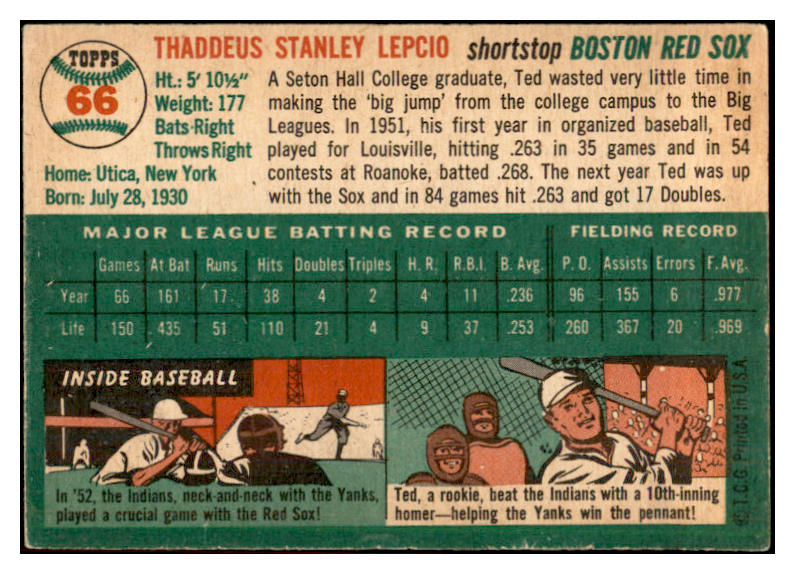 TOPPS
66
THADDEUS STANLEY LEPCIO shortstop BOSTON RED SOX
Ht.: 5' 10½"
Weight: 177
Bats-Right
Throws Right
Home: Utica, New York
Born: July 28, 1930
A Seton Hall College graduate, Ted wasted very little time in
making the 'big jump' from the college campus to the Big
Leagues. In 1951, his first year in organized baseball, Ted
played for Louisville, hitting .263 in 35 games and in 54
contests at Roanoke, batted .268. The next year Ted was up
with the Sox and in 84 games hit .263 and got 17 Doubles.
MAJOR LEAGUE BATTING RECORD FIELDING RECORD
Games At Bat Runs Hits Doubles Triples H. R. R.B.I. B. Avg. P. O. Assists Errors F. Avg.
Year 66 161 17 38 4 2 4 11 .236 96 155 6 .977
Life 150 435 51 110 21 4 9 37 .253 260 367 20 .969
INSIDE BASEBALL
In '52, the Indians, neck-and-neck with the Yanks,
played a crucial game with the Red Sox!
Ted, a rookie, beat the Indians with a 10th-inning
homer—helping the Yanks win the pennant!
© T.C.G. Printed in U.S.A.